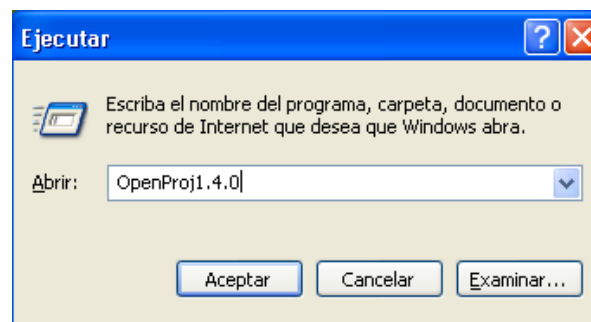 Ejecutar
Escriba el nombre del programa, carpeta, documento o
recurso de Internet que desea que Windows abra.
Abrir: OpenProj1.4.0
Aceptar Cancelar Examinar...